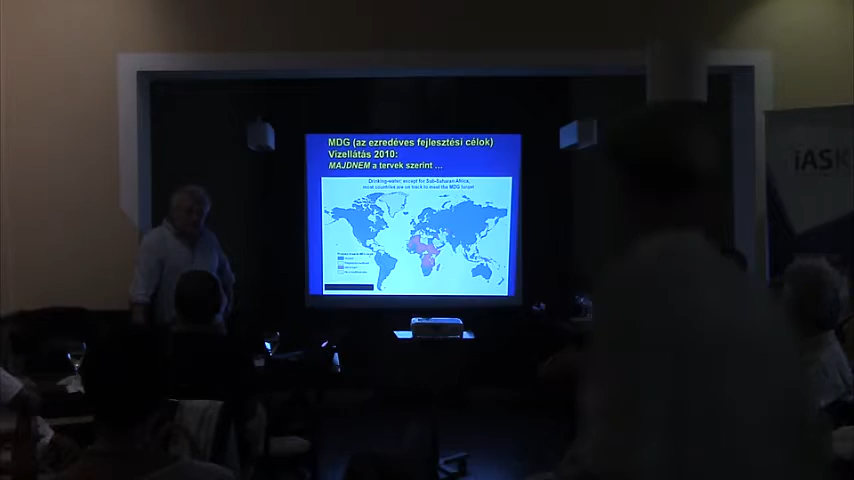 MDG (az ezredéves fejlesztési célok)
Vizellátás 2010:
MAJDNEM a tervek szerint ...
Drinking-water: except for Sub-Saharan Africa,
most countries are on track to meet the MDG target
iASK